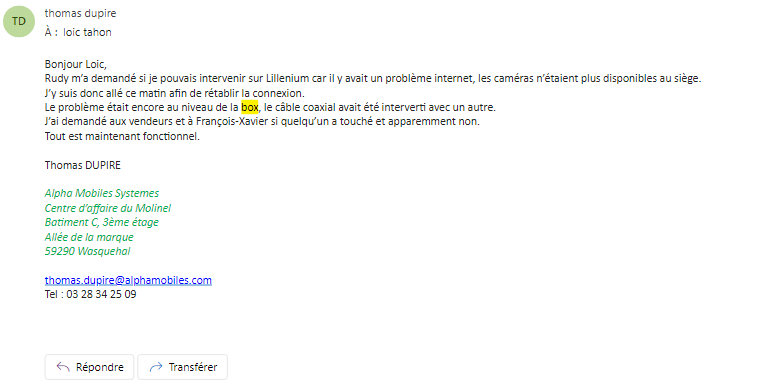 TD
thomas dupire
À : loic tahon
Bonjour Loic,
Rudy m'a demandé si je pouvais intervenir sur Lillenium car il y avait un problème internet, les caméras n'étaient plus disponibles au siège.
J'y suis donc allé ce matin afin de rétablir la connexion.
Le problème était encore au niveau de la box, le câble coaxial avait été interverti avec un autre.
J'ai demandé aux vendeurs et à François-Xavier si quelqu'un a touché et apparemment non.
Tout est maintenant fonctionnel.
Thomas DUPIRE
Alpha Mobiles Systemes
Centre d'affaire du Molinel
Batiment C, 3ème étage
Allée de la marque
59290 Wasquehal
thomas.dupire@alphamobiles.com
Tel : 03 28 34 25 09
Répondre
Transférer